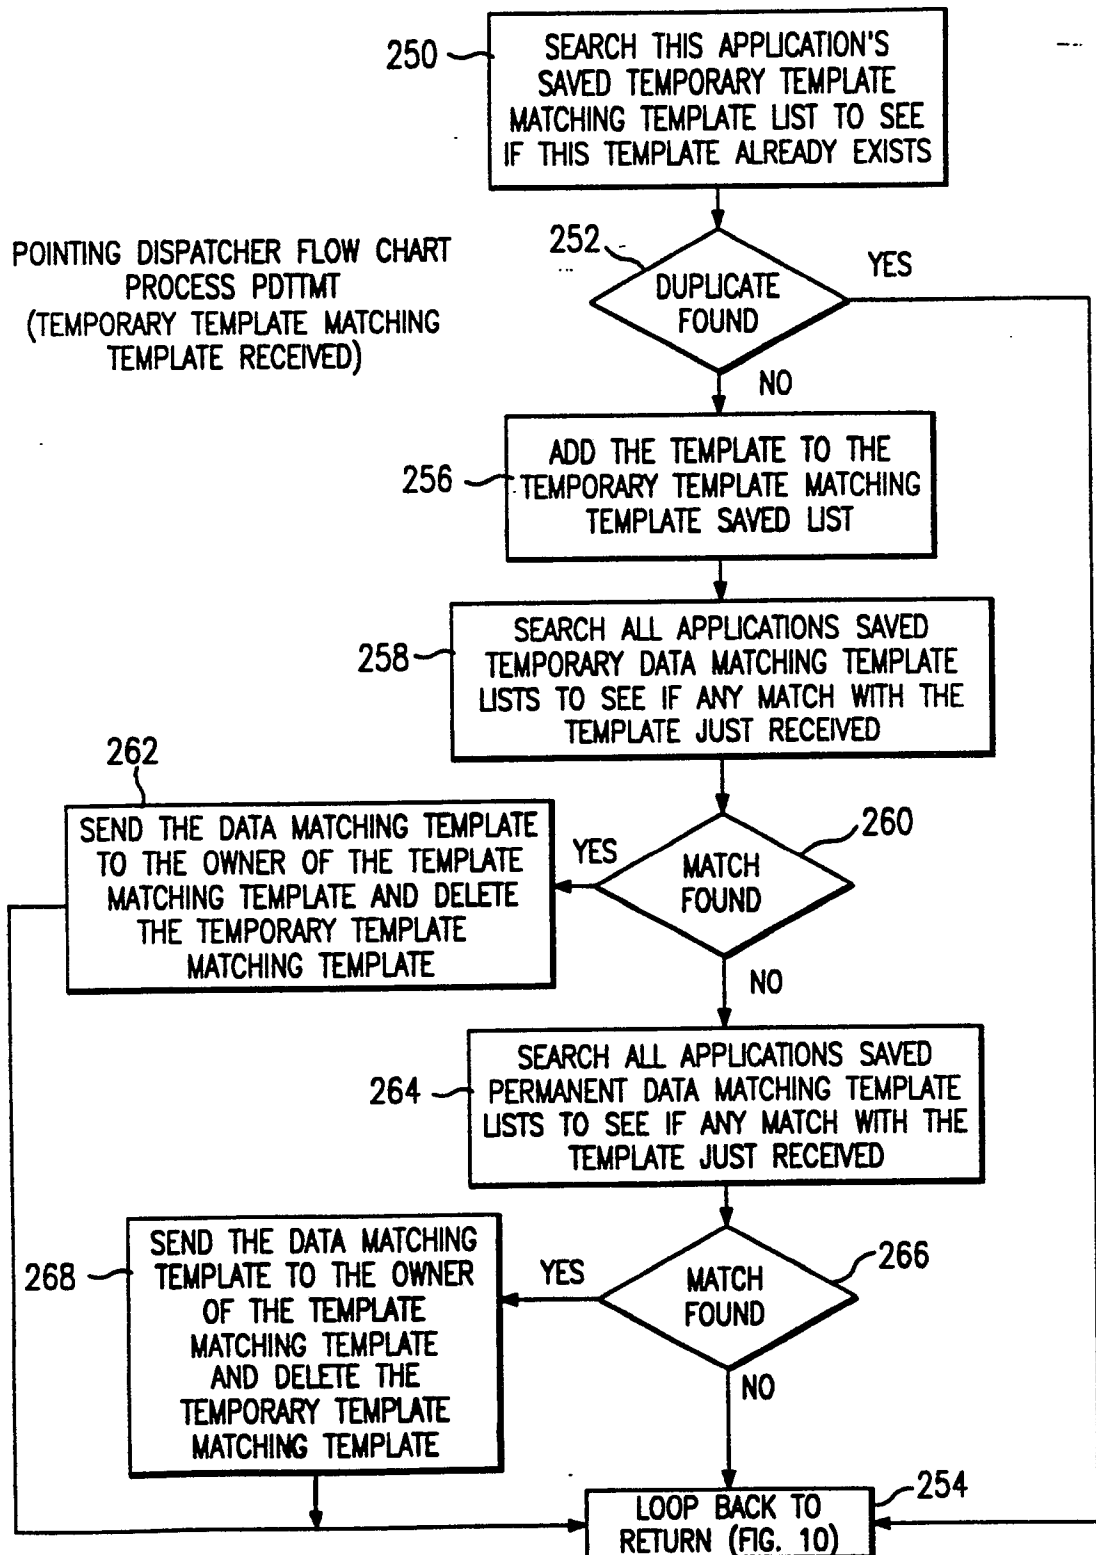 250
SEARCH THIS APPLICATION'S
SAVED TEMPORARY TEMPLATE
MATCHING TEMPLATE LIST TO SEE
IF THIS TEMPLATE ALREADY EXISTS
POINTING DISPATCHER FLOW CHART
PROCESS PDTTMT
(TEMPORARY TEMPLATE MATCHING
TEMPLATE RECEIVED)
252
DUPLICATE
FOUND
YES
NO
256
ADD THE TEMPLATE TO THE
TEMPORARY TEMPLATE MATCHING
TEMPLATE SAVED LIST
258
SEARCH ALL APPLICATIONS SAVED
TEMPORARY DATA MATCHING TEMPLATE
LISTS TO SEE IF ANY MATCH WITH THE
TEMPLATE JUST RECEIVED
260
MATCH
FOUND
YES
NO
262
SEND THE DATA MATCHING TEMPLATE
TO THE OWNER OF THE TEMPLATE
MATCHING TEMPLATE AND DELETE
THE TEMPORARY TEMPLATE
MATCHING TEMPLATE
264
SEARCH ALL APPLICATIONS SAVED
PERMANENT DATA MATCHING TEMPLATE
LISTS TO SEE IF ANY MATCH WITH THE
TEMPLATE JUST RECEIVED
266
MATCH
FOUND
YES
NO
268
SEND THE DATA MATCHING
TEMPLATE TO THE OWNER
OF THE TEMPLATE
MATCHING TEMPLATE
AND DELETE THE
TEMPORARY TEMPLATE
MATCHING TEMPLATE
254
LOOP BACK TO
RETURN (FIG. 10)